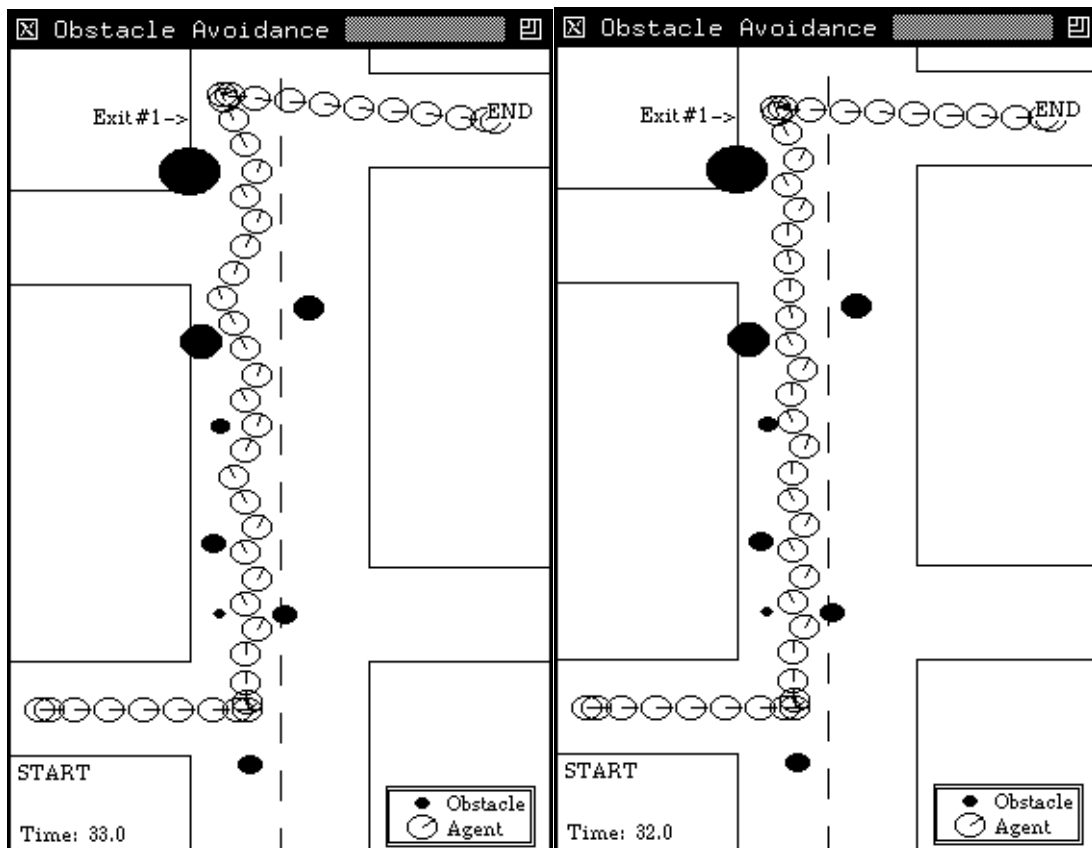 Obstacle Avoidance
Exit#1->
END
START
Obstacle
Agent
Time: 33.0
Obstacle Avoidance
Exit#1->
END
START
Obstacle
Agent
Time: 32.0